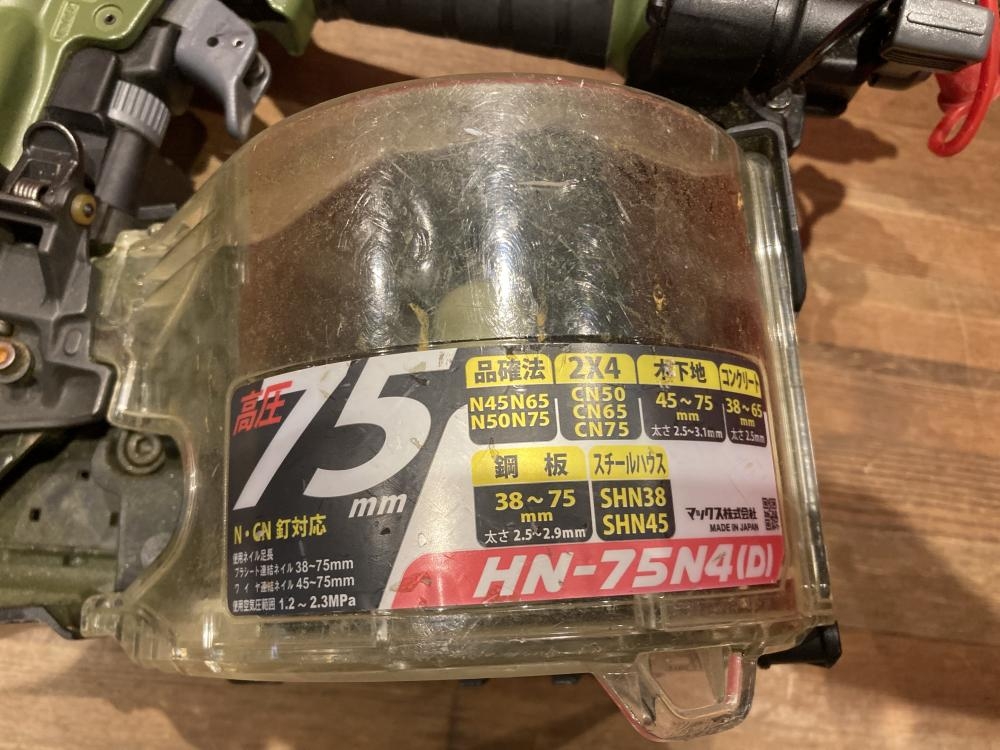 高圧
75
mm
N・CN 釘対応
使用ネイル足長
プラシート連結ネイル 38～75mm
ワイヤ連結ネイル 45～75mm
使用空気圧範囲 1.2～2.3MPa
品確法
N45N65
N50N75
2X4
CN50
CN65
CN75
木下地
45～75
mm
太さ 2.5~3.1mm
コンクリート
38～65
mm
太さ 2.5mm
鋼 板
38～75
mm
太さ 2.5~2.9mm
スチールハウス
SHN38
SHN45
マックス株式会社
MADE IN JAPAN
HN-75N4(D)